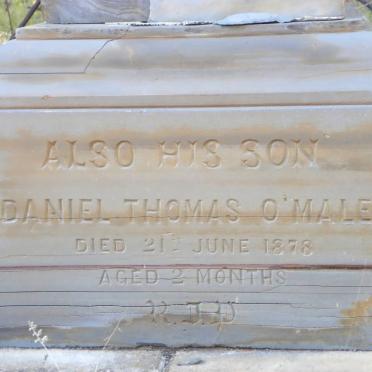 ALSO HIS SON
DANIEL THOMAS O'MALE
DIED 21ST JUNE 1878
AGED 2 MONTHS
R.I.P